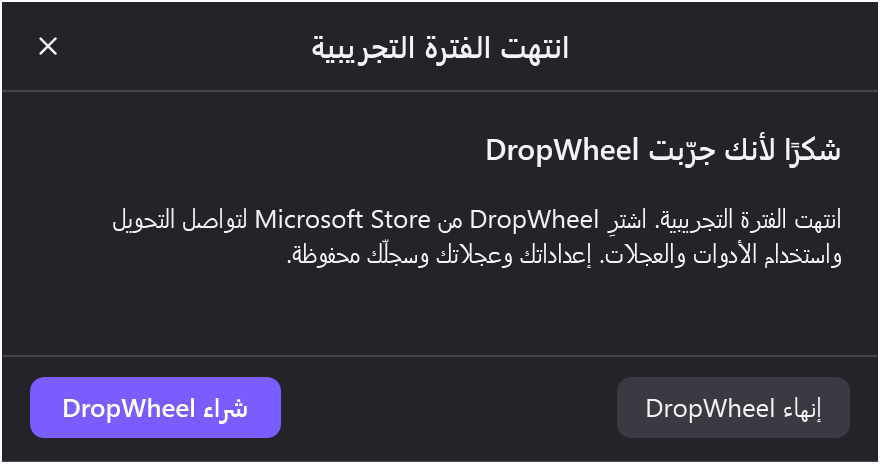 انتهت الفترة التجريبية
شكرًا لأنك جرّبت DropWheel
انتهت الفترة التجريبية. اشترِ DropWheel من Microsoft Store لتواصل التحويل
واستخدام الأدوات والعجلات. إعداداتك وعجلاتك وسجلّك محفوظة.
إنهاء DropWheel
شراء DropWheel